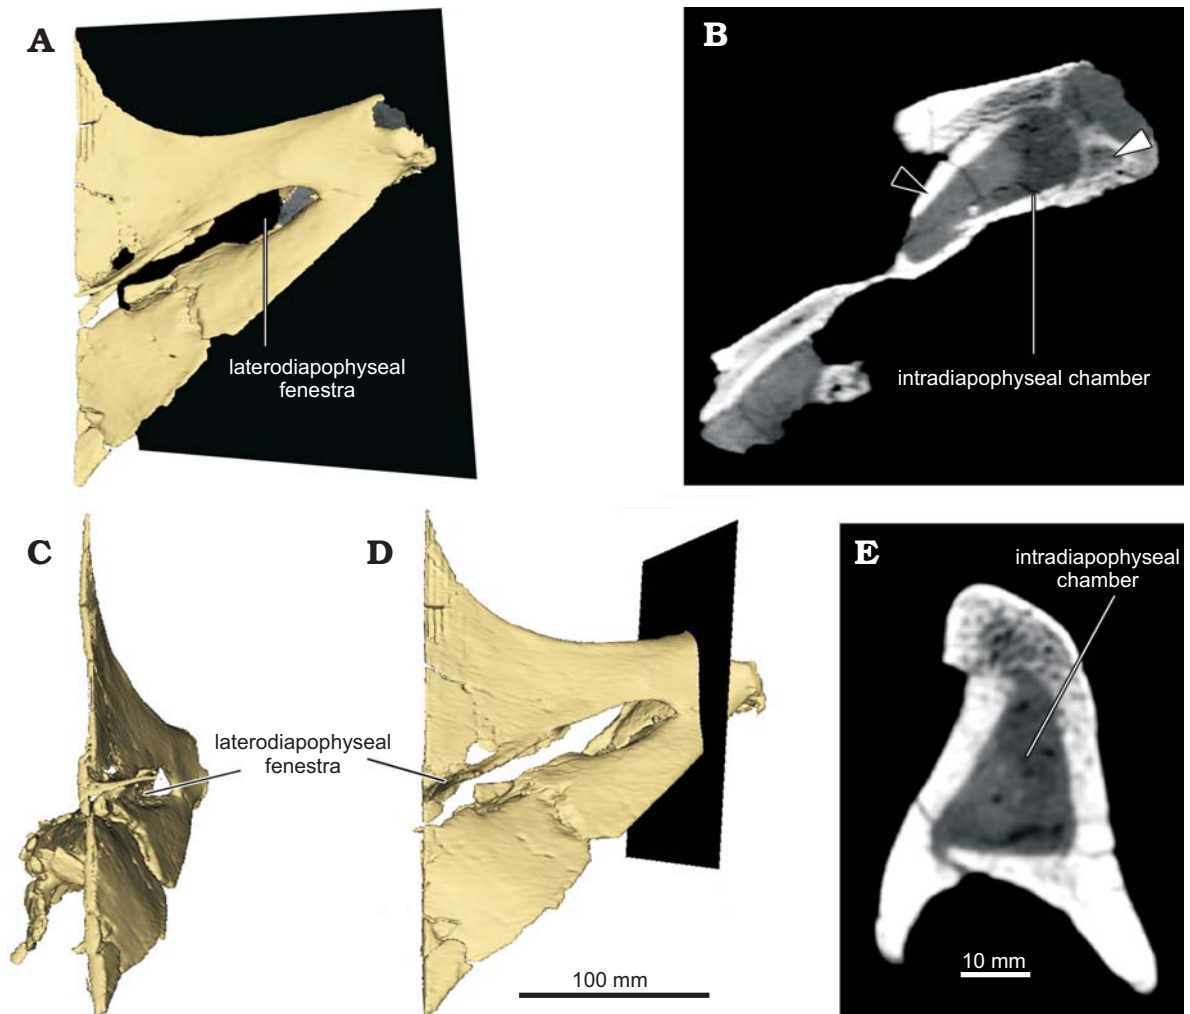 A
B
laterodiapophyseal
fenestra
intradiapophyseal chamber
C
D
E
intradiapophyseal
chamber
laterodiapophyseal
fenestra
10 mm
100 mm